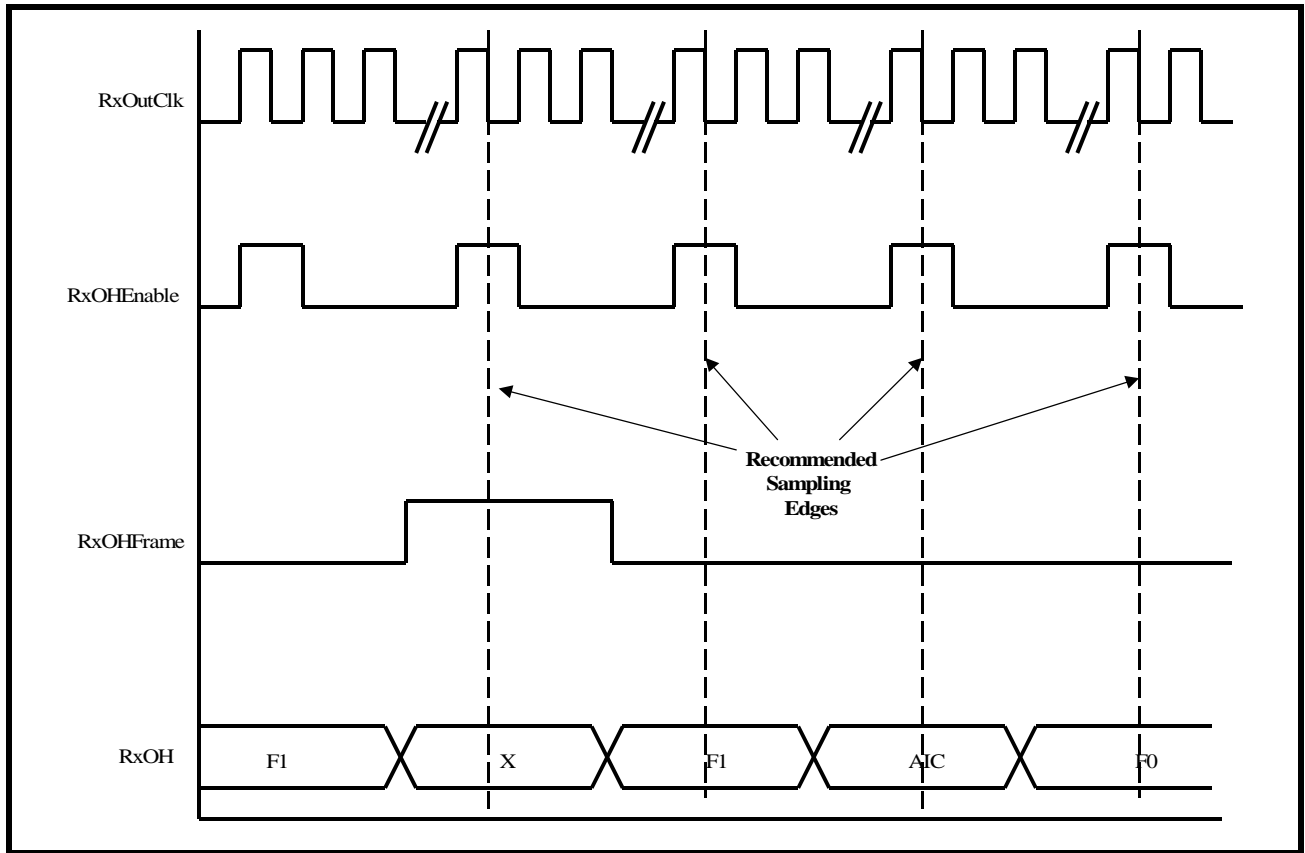 RxOutClk
RxOHEnable
Recommended
Sampling
Edges
RxOHFrame
RxOH
F1
X
F1
AIC
F0